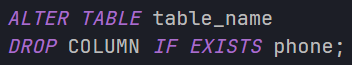 ALTER TABLE table_name
DROP COLUMN IF EXISTS phone;